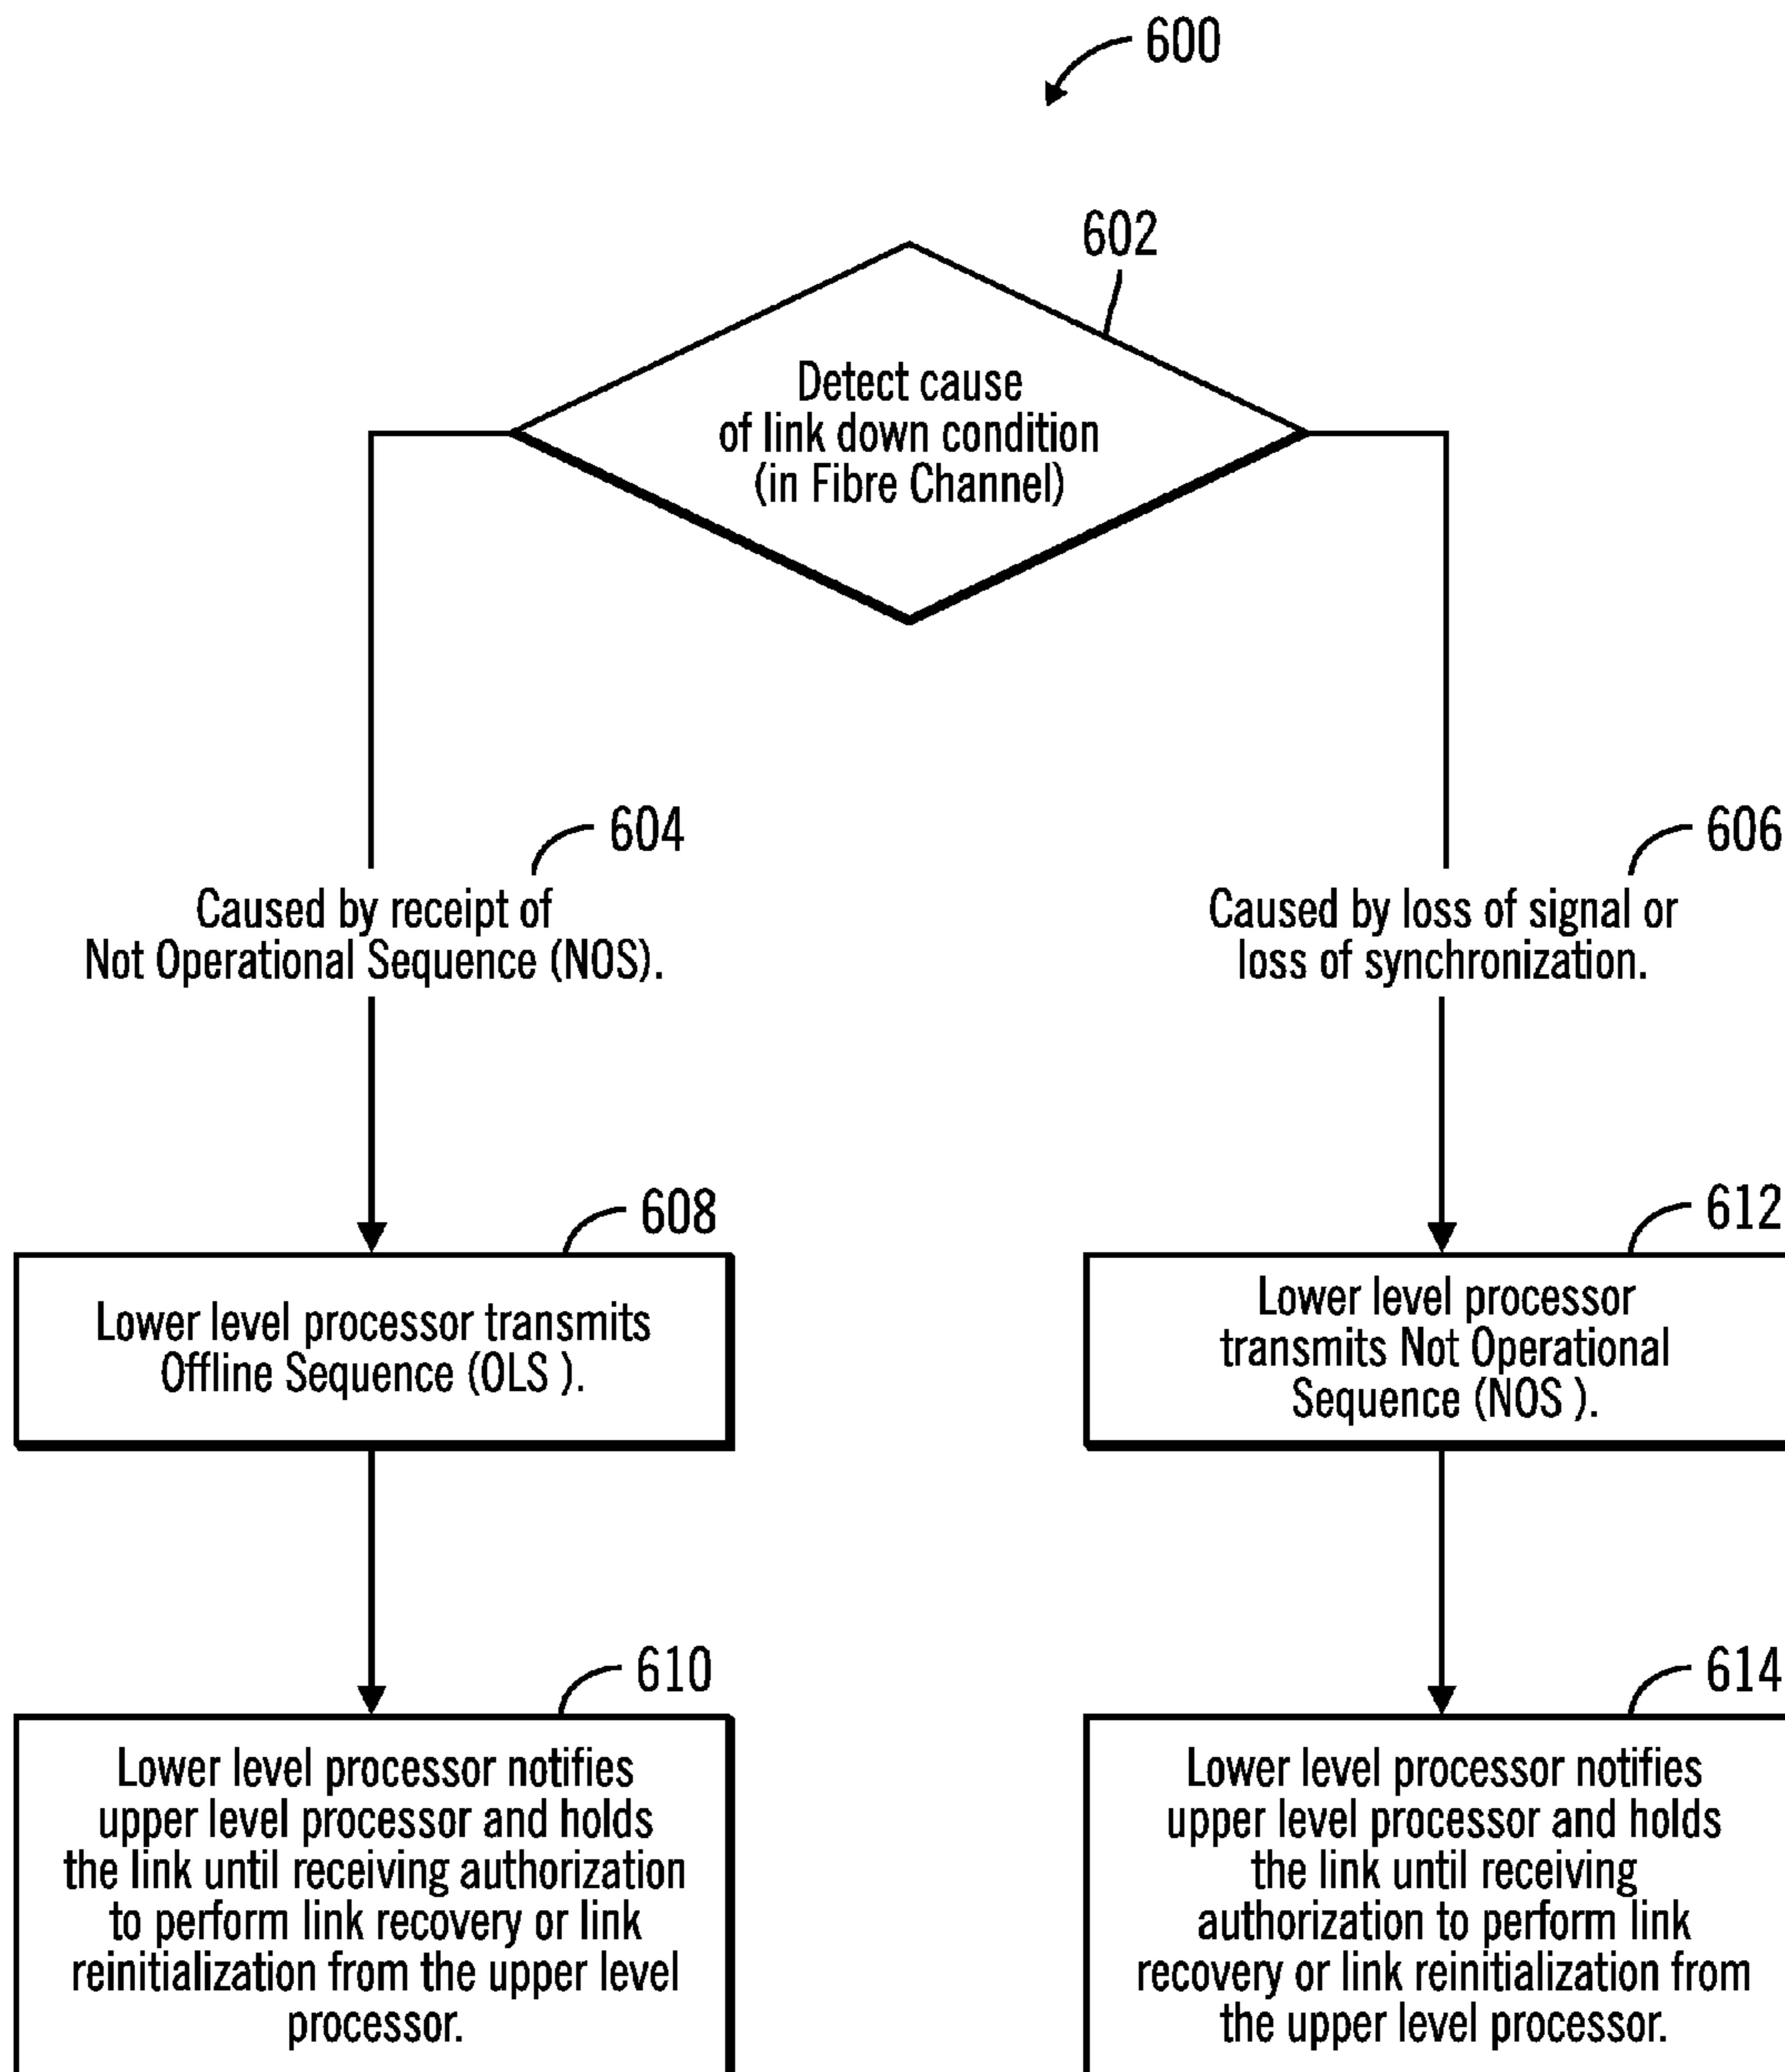 600
602
Detect cause
of link down condition
(in Fibre Channel)
604
Caused by receipt of
Not Operational Sequence (NOS).
606
Caused by loss of signal or
loss of synchronization.
608
Lower level processor transmits
Offline Sequence (OLS ).
612
Lower level processor
transmits Not Operational
Sequence (NOS ).
610
Lower level processor notifies
upper level processor and holds
the link until receiving authorization
to perform link recovery or link
reinitialization from the upper level
processor.
614
Lower level processor notifies
upper level processor and holds
the link until receiving
authorization to perform link
recovery or link reinitialization from
the upper level processor.